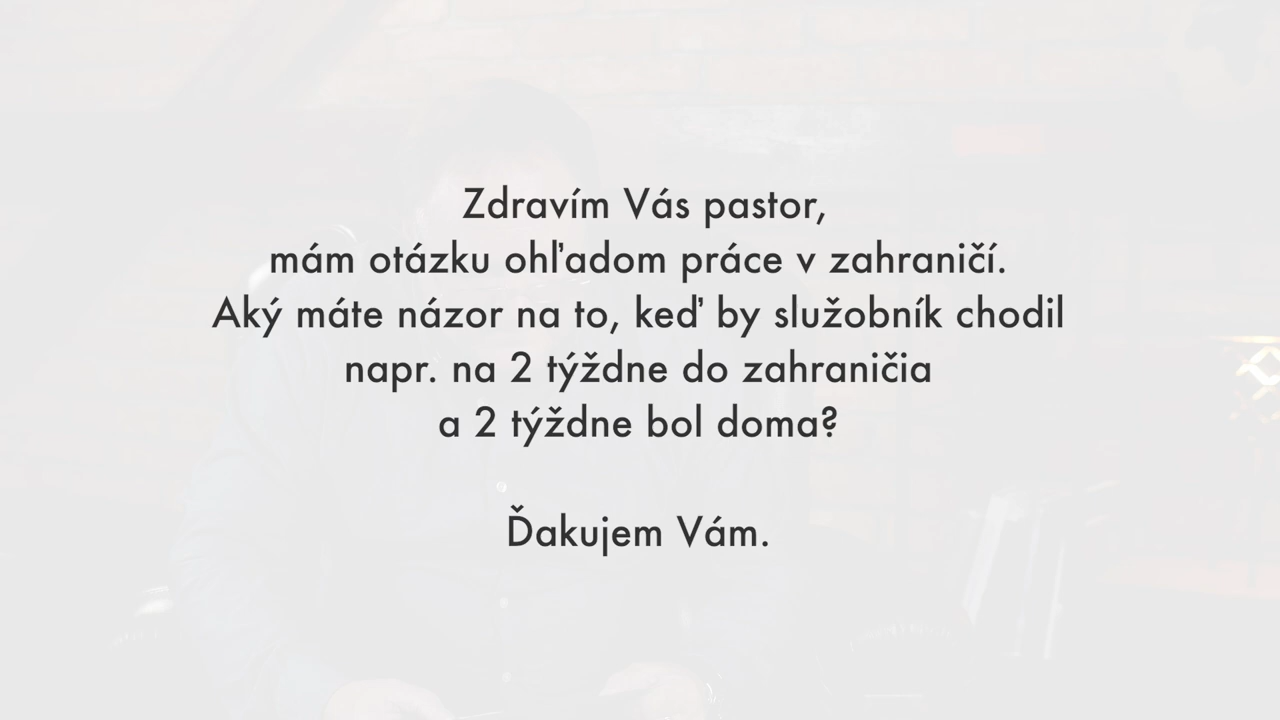 Zdravím Vás pastor,
mám otázku ohľadom práce v zahraničí.
Aký máte názor na to, keď by služobník chodil
napr. na 2 týždne do zahraničia
a 2 týždne bol doma?
Ďakujem Vám.